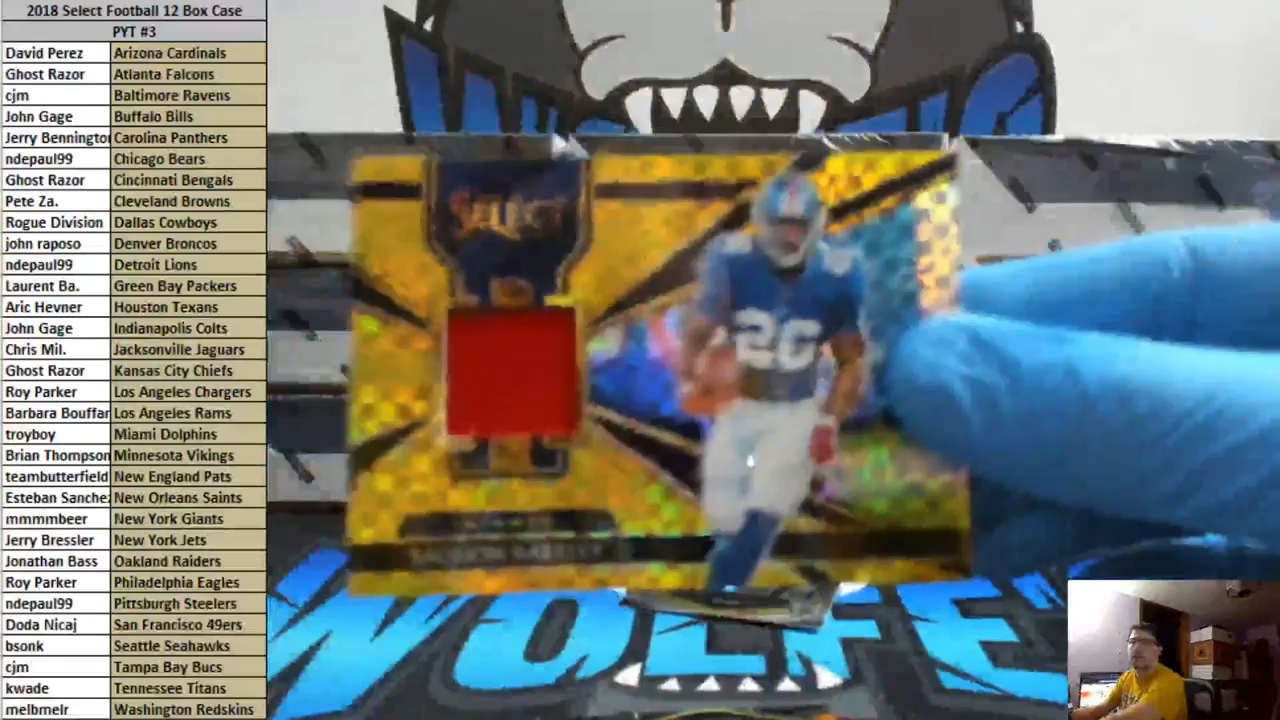 2018 Select Football 12 Box Case
PYT #3
David Perez Arizona Cardinals
Ghost Razor Atlanta Falcons
cjm Baltimore Ravens
John Gage Buffalo Bills
Jerry Benningtor Carolina Panthers
ndepaul99 Chicago Bears
Ghost Razor Cincinnati Bengals
Pete Za. Cleveland Browns
Rogue Division Dallas Cowboys
john raposo Denver Broncos
ndepaul99 Detroit Lions
Laurent Ba. Green Bay Packers
Aric Hevner Houston Texans
John Gage Indianapolis Colts
Chris Mil. Jacksonville Jaguars
Ghost Razor Kansas City Chiefs
Roy Parker Los Angeles Chargers
Barbara Bouffar Los Angeles Rams
troyboy Miami Dolphins
Brian Thompson Minnesota Vikings
teambutterfield New England Pats
Esteban Sanchez New Orleans Saints
mmmmbeer New York Giants
Jerry Bressler New York Jets
Jonathan Bass Oakland Raiders
Roy Parker Philadelphia Eagles
ndepaul99 Pittsburgh Steelers
Doda Nicaj San Francisco 49ers
bsonk Seattle Seahawks
cjm Tampa Bay Bucs
kwade Tennessee Titans
melbmelr Washington Redskins
SELECT
26
WOLFE